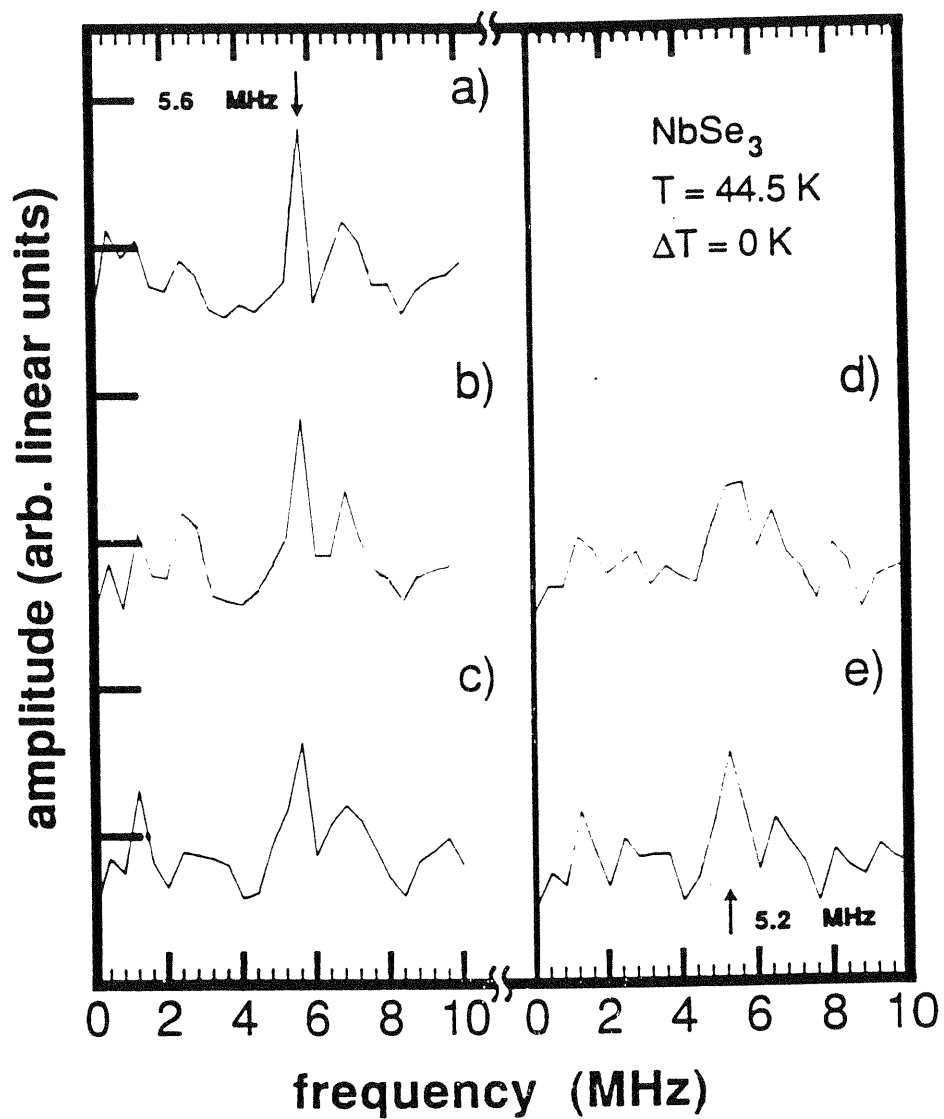 a)
5.6 MHz
NbSe3
T = 44.5 K
ΔT = 0 K
b)
d)
c)
e)
5.2 MHz
amplitude (arb. linear units)
0 2 4 6 8 10 0 2 4 6 8 10
frequency (MHz)